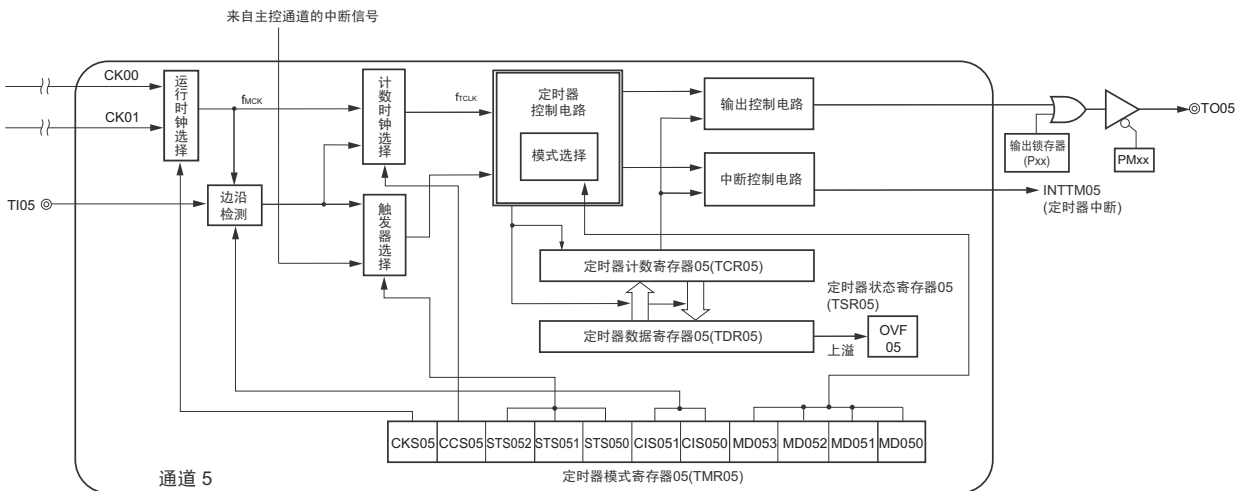 来自主控通道的中断信号
CK00
CK01
运行时钟选择
fMCK
计数时钟选择
fTCLK
定时器
控制电路
模式选择
输出控制电路
中断控制电路
输出锁存器
(Pxx)
PMxx
TO05
INTTM05
(定时器中断)
TI05
边沿
检测
触发器选择
定时器计数寄存器05(TCR05)
定时器状态寄存器05
(TSR05)
定时器数据寄存器05(TDR05)
上溢
OVF
05
CKS05 CCS05 STS052 STS051 STS050 CIS051 CIS050 MD053 MD052 MD051 MD050
定时器模式寄存器05(TMR05)
通道 5